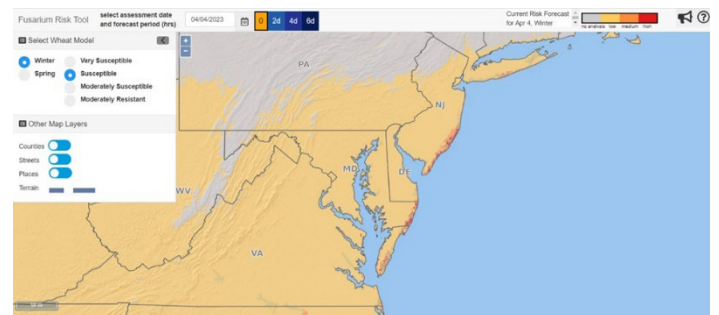 Fusarium Risk Tool
select assessment date
and forecast period (hrs)
04/04/2023
0 2d 4d 6d
Current Risk Forecast
for Apr 4, Winter
no analysis low medium high
Select Wheat Model
Winter
Spring
Very Susceptible
Susceptible
Moderately Susceptible
Moderately Resistant
Other Map Layers
Counties
Streets
Places
Terrain
PA
NJ
MD
DE
WV
VA